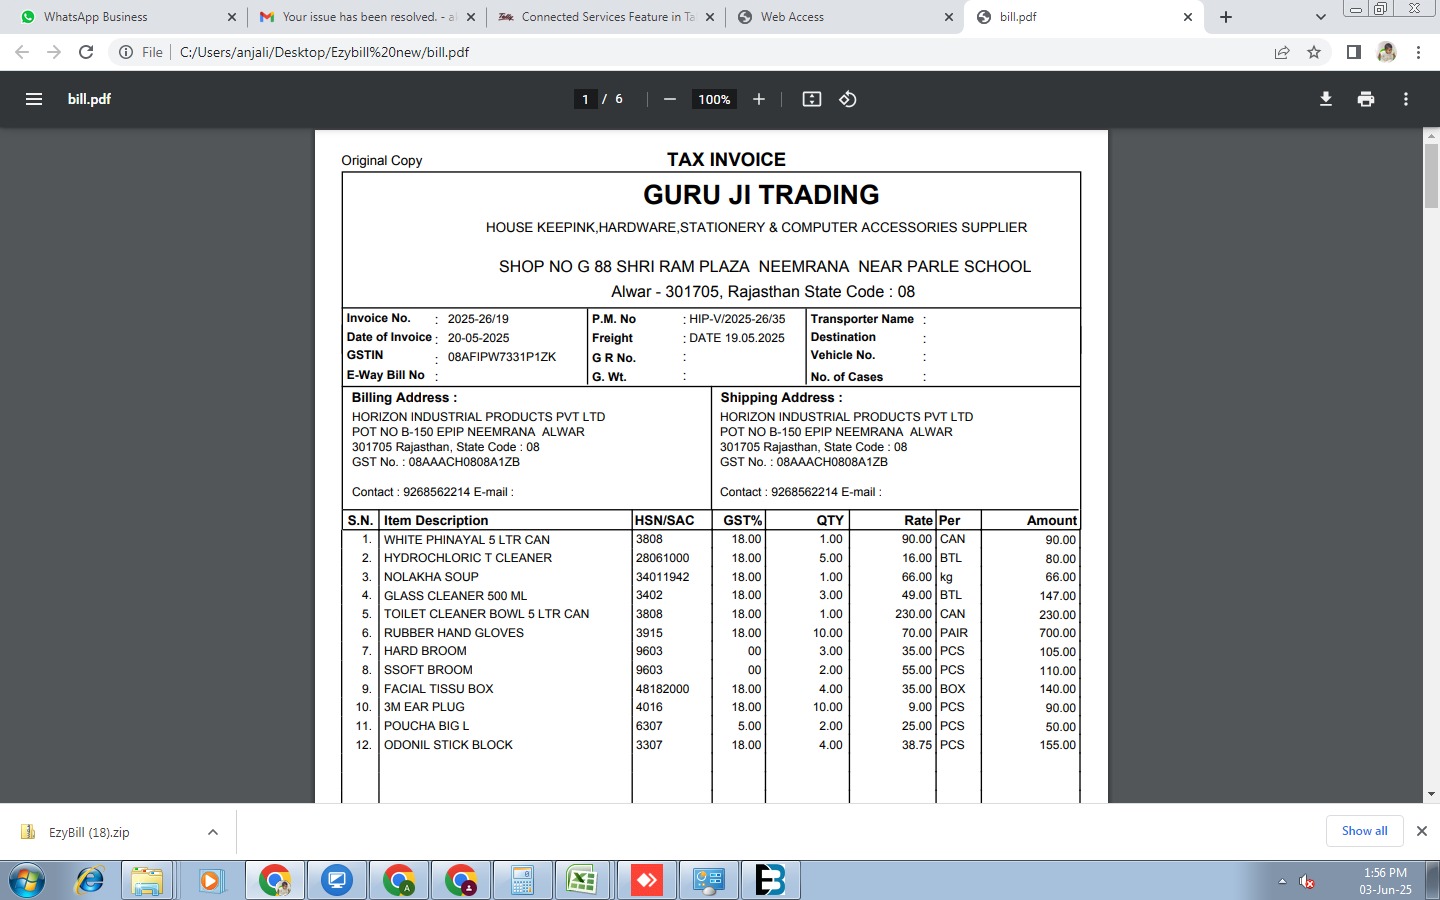 WhatsApp Business
Your issue has been resolved. - a
Connected Services Feature in Ta
Web Access
bill.pdf
File C:/Users/anjali/Desktop/Ezybill%20new/bill.pdf
bill.pdf
1 / 6
100%
Original Copy
TAX INVOICE
GURU JI TRADING
HOUSE KEEPINK,HARDWARE,STATIONERY & COMPUTER ACCESSORIES SUPPLIER
SHOP NO G 88 SHRI RAM PLAZA NEEMRANA NEAR PARLE SCHOOL
Alwar - 301705, Rajasthan State Code : 08
Invoice No. : 2025-26/19 P.M. No : HIP-V/2025-26/35 Transporter Name :
Date of Invoice : 20-05-2025 Freight : DATE 19.05.2025 Destination :
GSTIN : 08AFIPW7331P1ZK G R No. : Vehicle No. :
E-Way Bill No : G. Wt. : No. of Cases :
Billing Address :
HORIZON INDUSTRIAL PRODUCTS PVT LTD
POT NO B-150 EPIP NEEMRANA ALWAR
301705 Rajasthan, State Code : 08
GST No. : 08AAACH0808A1ZB
Contact : 9268562214 E-mail :
Shipping Address :
HORIZON INDUSTRIAL PRODUCTS PVT LTD
POT NO B-150 EPIP NEEMRANA ALWAR
301705 Rajasthan, State Code : 08
GST No. : 08AAACH0808A1ZB
Contact : 9268562214 E-mail :
S.N. Item Description HSN/SAC GST% QTY Rate Per Amount
1. WHITE PHINAYAL 5 LTR CAN 3808 18.00 1.00 90.00 CAN 90.00
2. HYDROCHLORIC T CLEANER 28061000 18.00 5.00 16.00 BTL 80.00
3. NOLAKHA SOUP 34011942 18.00 1.00 66.00 kg 66.00
4. GLASS CLEANER 500 ML 3402 18.00 3.00 49.00 BTL 147.00
5. TOILET CLEANER BOWL 5 LTR CAN 3808 18.00 1.00 230.00 CAN 230.00
6. RUBBER HAND GLOVES 3915 18.00 10.00 70.00 PAIR 700.00
7. HARD BROOM 9603 00 3.00 35.00 PCS 105.00
8. SSOFT BROOM 9603 00 2.00 55.00 PCS 110.00
9. FACIAL TISSU BOX 48182000 18.00 4.00 35.00 BOX 140.00
10. 3M EAR PLUG 4016 18.00 10.00 9.00 PCS 90.00
11. POUCHA BIG L 6307 5.00 2.00 25.00 PCS 50.00
12. ODONIL STICK BLOCK 3307 18.00 4.00 38.75 PCS 155.00
EzyBill (18).zip
Show all
1:56 PM
03-Jun-25